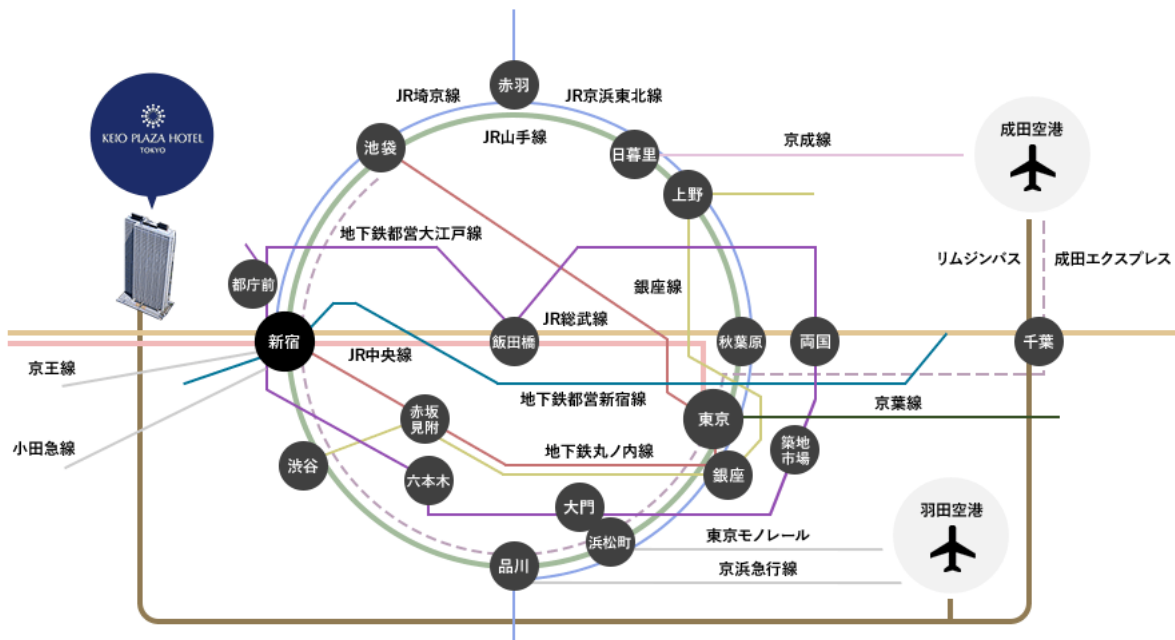 赤羽
JR埼京線
JR京浜東北線
KEIO PLAZA HOTEL
TOKYO
JR山手線
成田空港
池袋
日暮里
京成線
上野
地下鉄都営大江戸線
リムジンバス
成田エクスプレス
都庁前
銀座線
JR総武線
新宿
飯田橋
秋葉原
両国
千葉
JR中央線
京王線
地下鉄都営新宿線
京葉線
赤坂
見附
東京
小田急線
地下鉄丸ノ内線
築地
市場
渋谷
六本木
銀座
大門
羽田空港
浜松町
東京モノレール
品川
京浜急行線